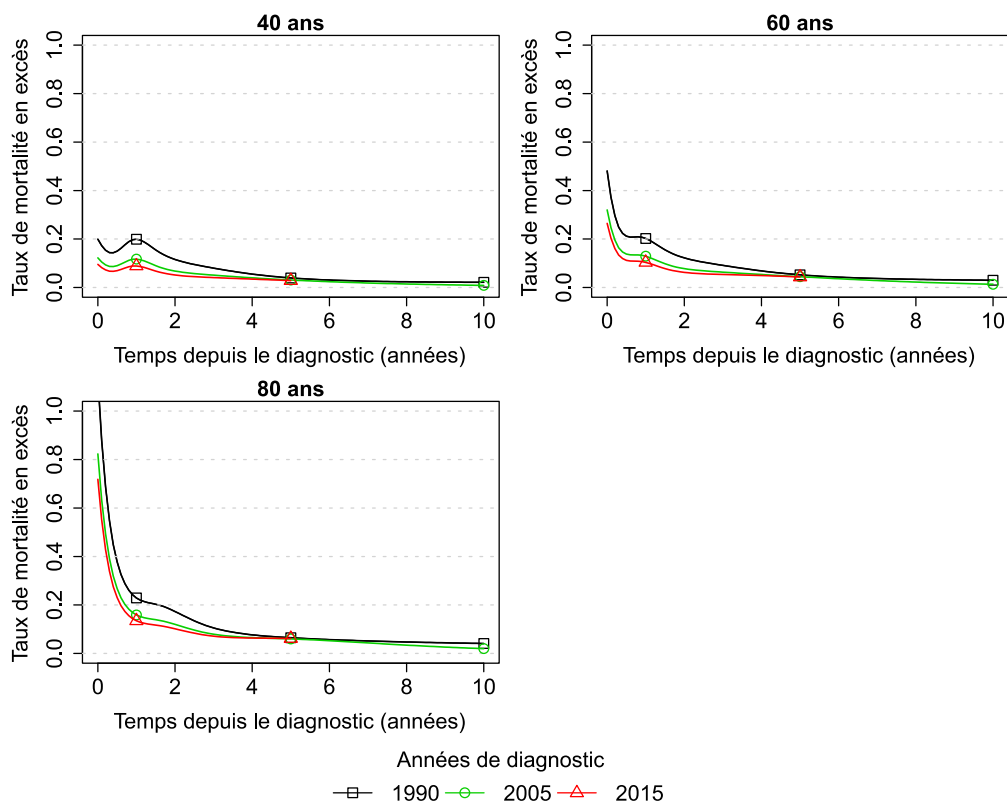 40 ans
Taux de mortalité en excès
1.0
0.8
0.6
0.4
0.2
0.0
0 2 4 6 8 10
Temps depuis le diagnostic (années)
60 ans
Taux de mortalité en excès
1.0
0.8
0.6
0.4
0.2
0.0
0 2 4 6 8 10
Temps depuis le diagnostic (années)
80 ans
Taux de mortalité en excès
1.0
0.8
0.6
0.4
0.2
0.0
0 2 4 6 8 10
Temps depuis le diagnostic (années)
Années de diagnostic
1990 2005 2015